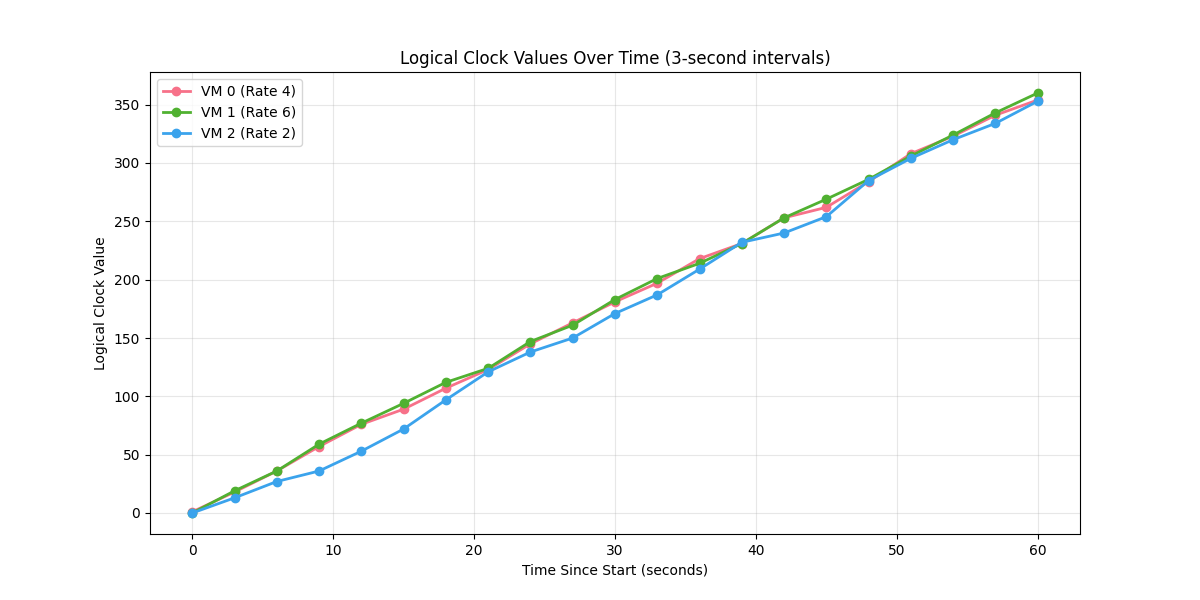 Logical Clock Values Over Time (3-second intervals)
VM 0 (Rate 4)
VM 1 (Rate 6)
VM 2 (Rate 2)
Logical Clock Value
350
300
250
200
150
100
50
0
0 10 20 30 40 50 60
Time Since Start (seconds)